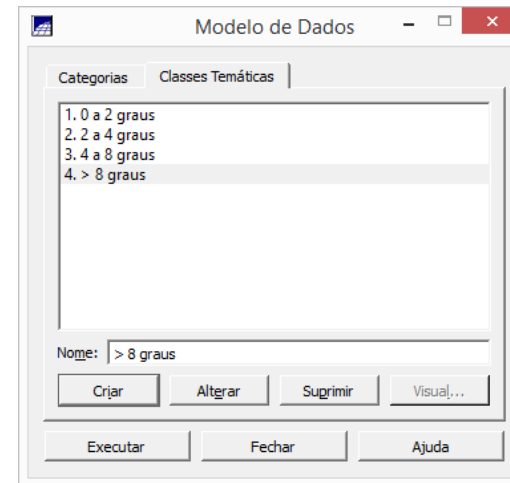 Modelo de Dados
Categorias Classes Temáticas
1. 0 a 2 graus
2. 2 a 4 graus
3. 4 a 8 graus
4. > 8 graus
Nome: > 8 graus
Criar Alterar Suprimir Visual...
Executar Fechar Ajuda